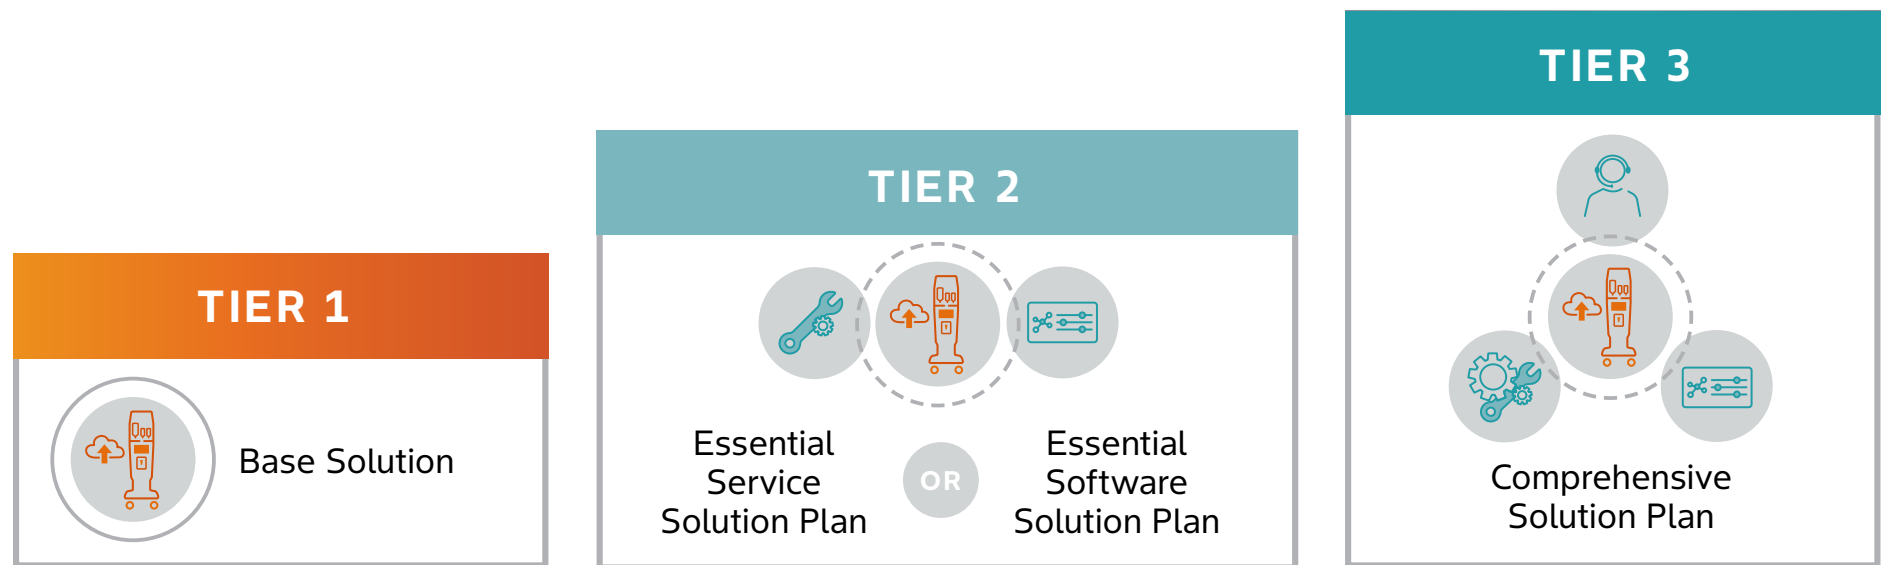 TIER 1
Base Solution
TIER 2
Essential
Service
Solution Plan
OR
Essential
Software
Solution Plan
TIER 3
Comprehensive
Solution Plan